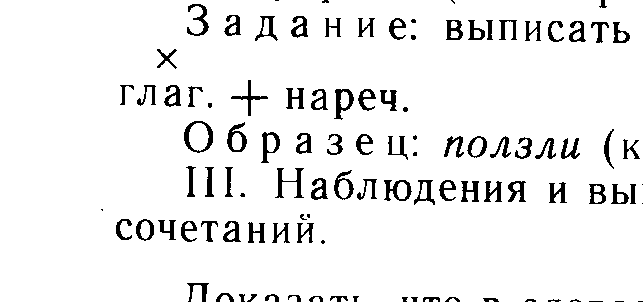 Задание: выписать
×
глаг. + нареч.
Образец: ползли (к
III. Наблюдения и вы
сочетаний.
Доказать, что в